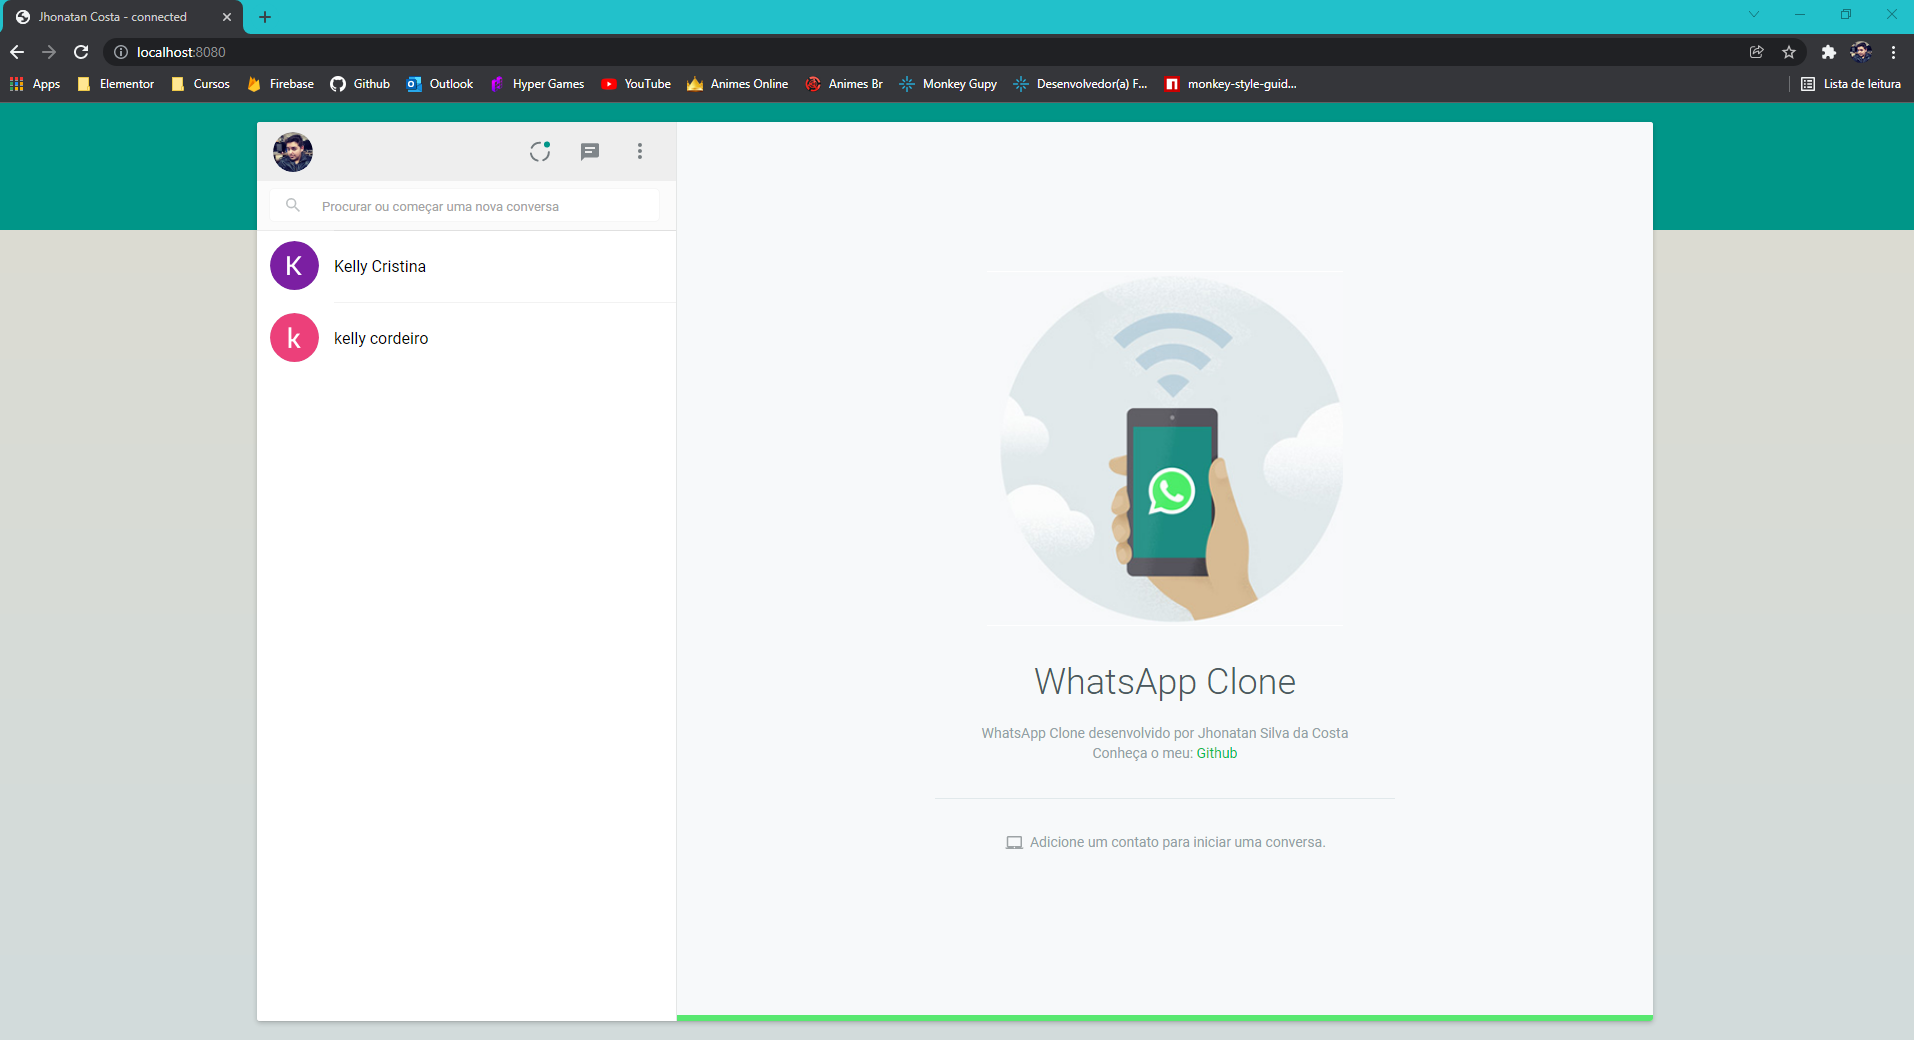 Jhonatan Costa - connected
localhost:8080
Apps Elementor Cursos Firebase Github Outlook Hyper Games YouTube Animes Online Animes Br Monkey Gupy Desenvolvedor(a) F... monkey-style-guid... Lista de leitura
Procurar ou começar uma nova conversa
K Kelly Cristina
k kelly cordeiro
WhatsApp Clone
WhatsApp Clone desenvolvido por Jhonatan Silva da Costa
Conheça o meu: Github
Adicione um contato para iniciar uma conversa.